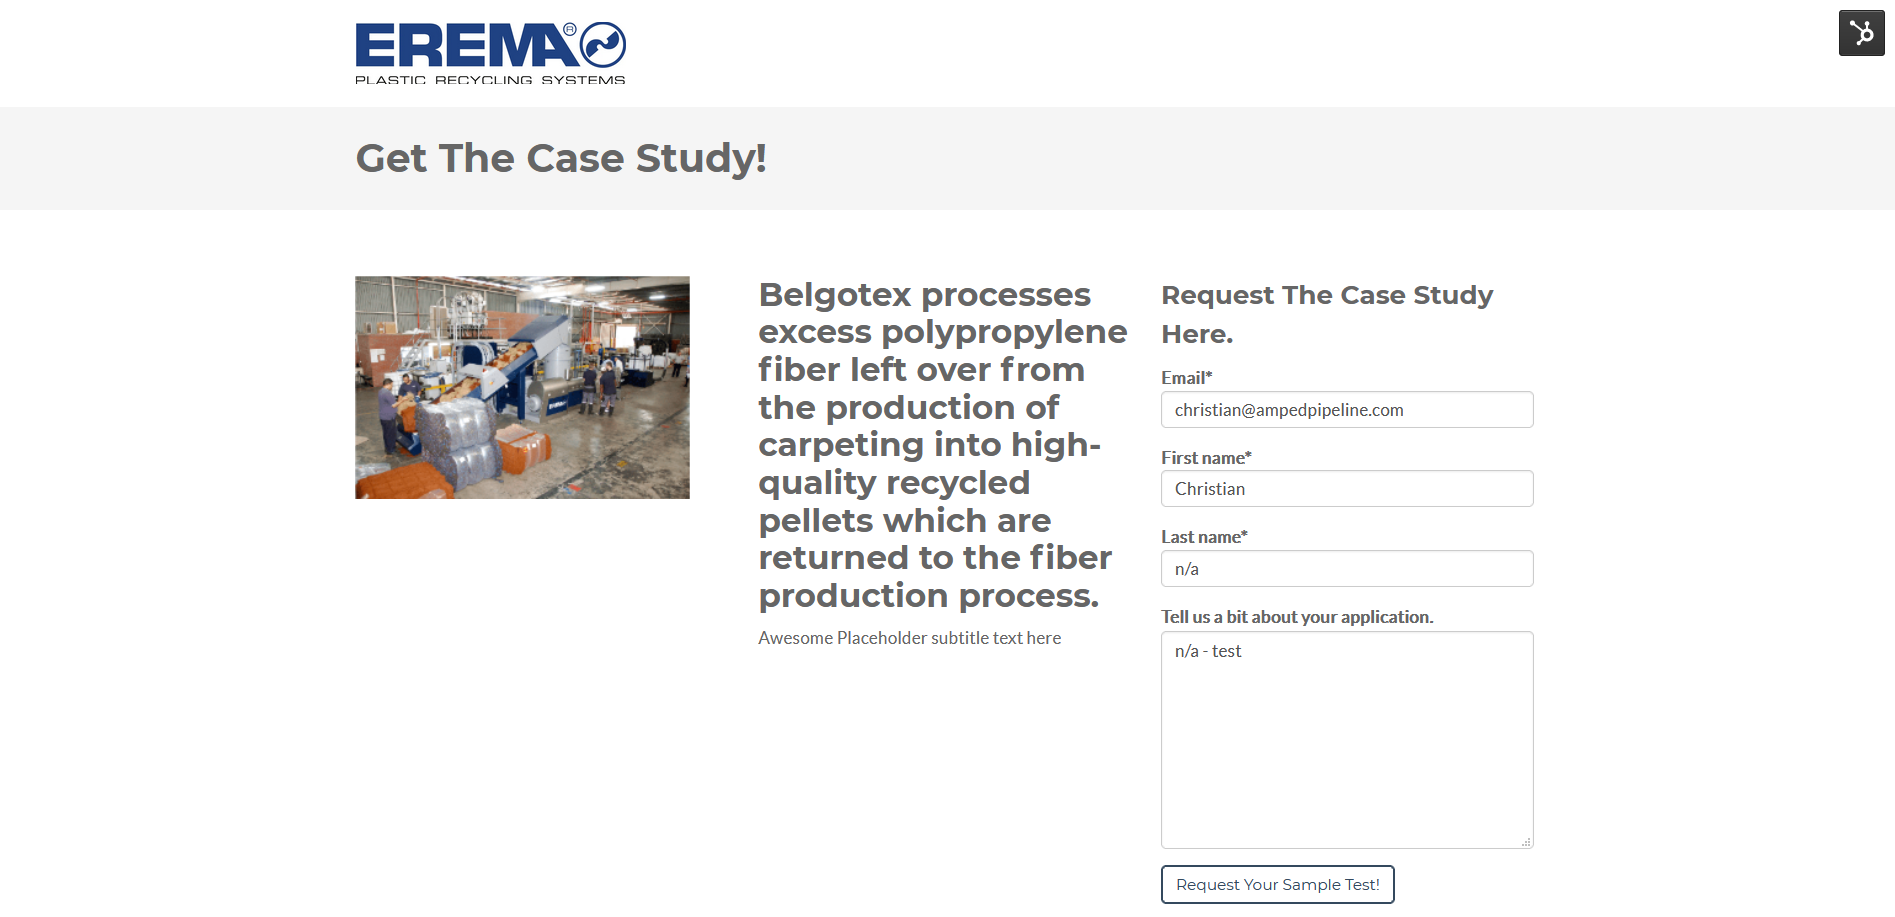 EREMA®
PLASTIC RECYCLING SYSTEMS
Get The Case Study!
Belgotex processes
excess polypropylene
fiber left over from
the production of
carpeting into high-
quality recycled
pellets which are
returned to the fiber
production process.
Awesome Placeholder subtitle text here
Request The Case Study
Here.
Email*
christian@ampedpipeline.com
First name*
Christian
Last name*
n/a
Tell us a bit about your application.
n/a - test
Request Your Sample Test!